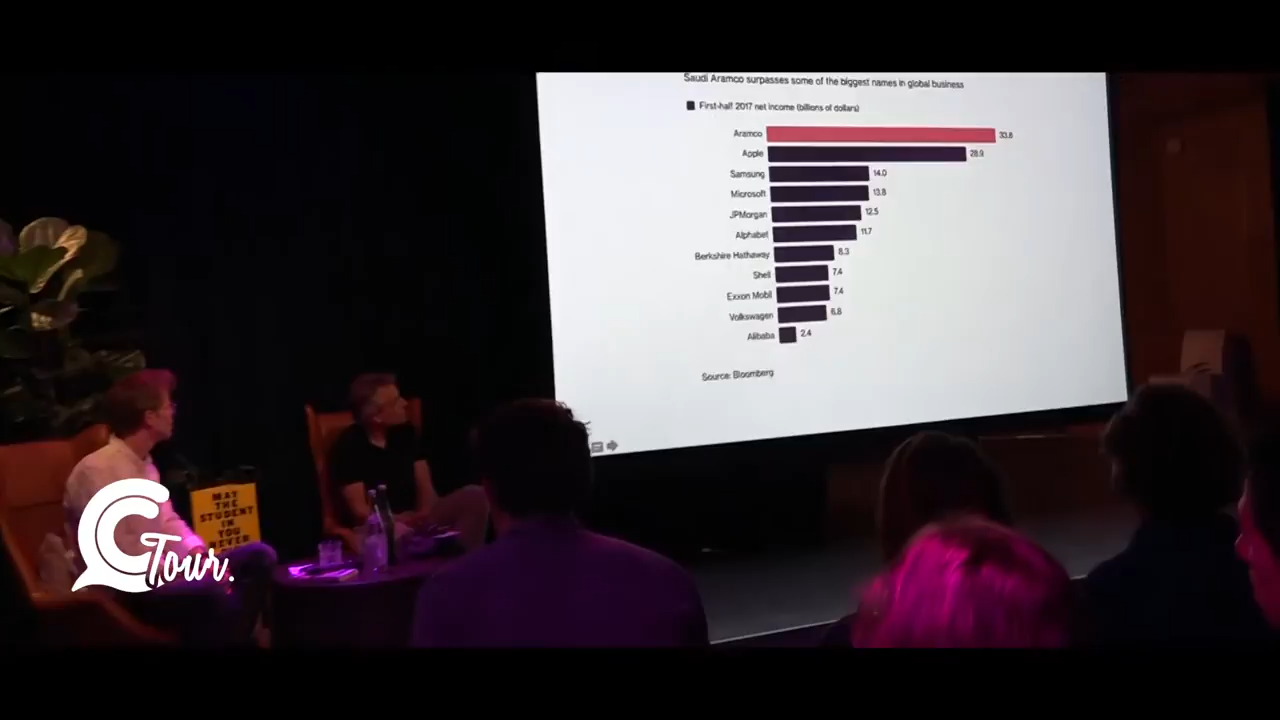 Saudi Aramco surpasses some of the biggest names in global business
First-half 2017 net income (billions of dollars)
Aramco 33.8
Apple 28.9
Samsung 14.0
Microsoft 13.8
JPMorgan 12.5
Alphabet 11.7
Berkshire Hathaway 8.3
Shell 7.4
Exxon Mobil 7.4
Volkswagen 6.8
Alibaba 2.4
Source: Bloomberg
MAY
THE
STUDENT
IN
YOU
NEVER
Tour.